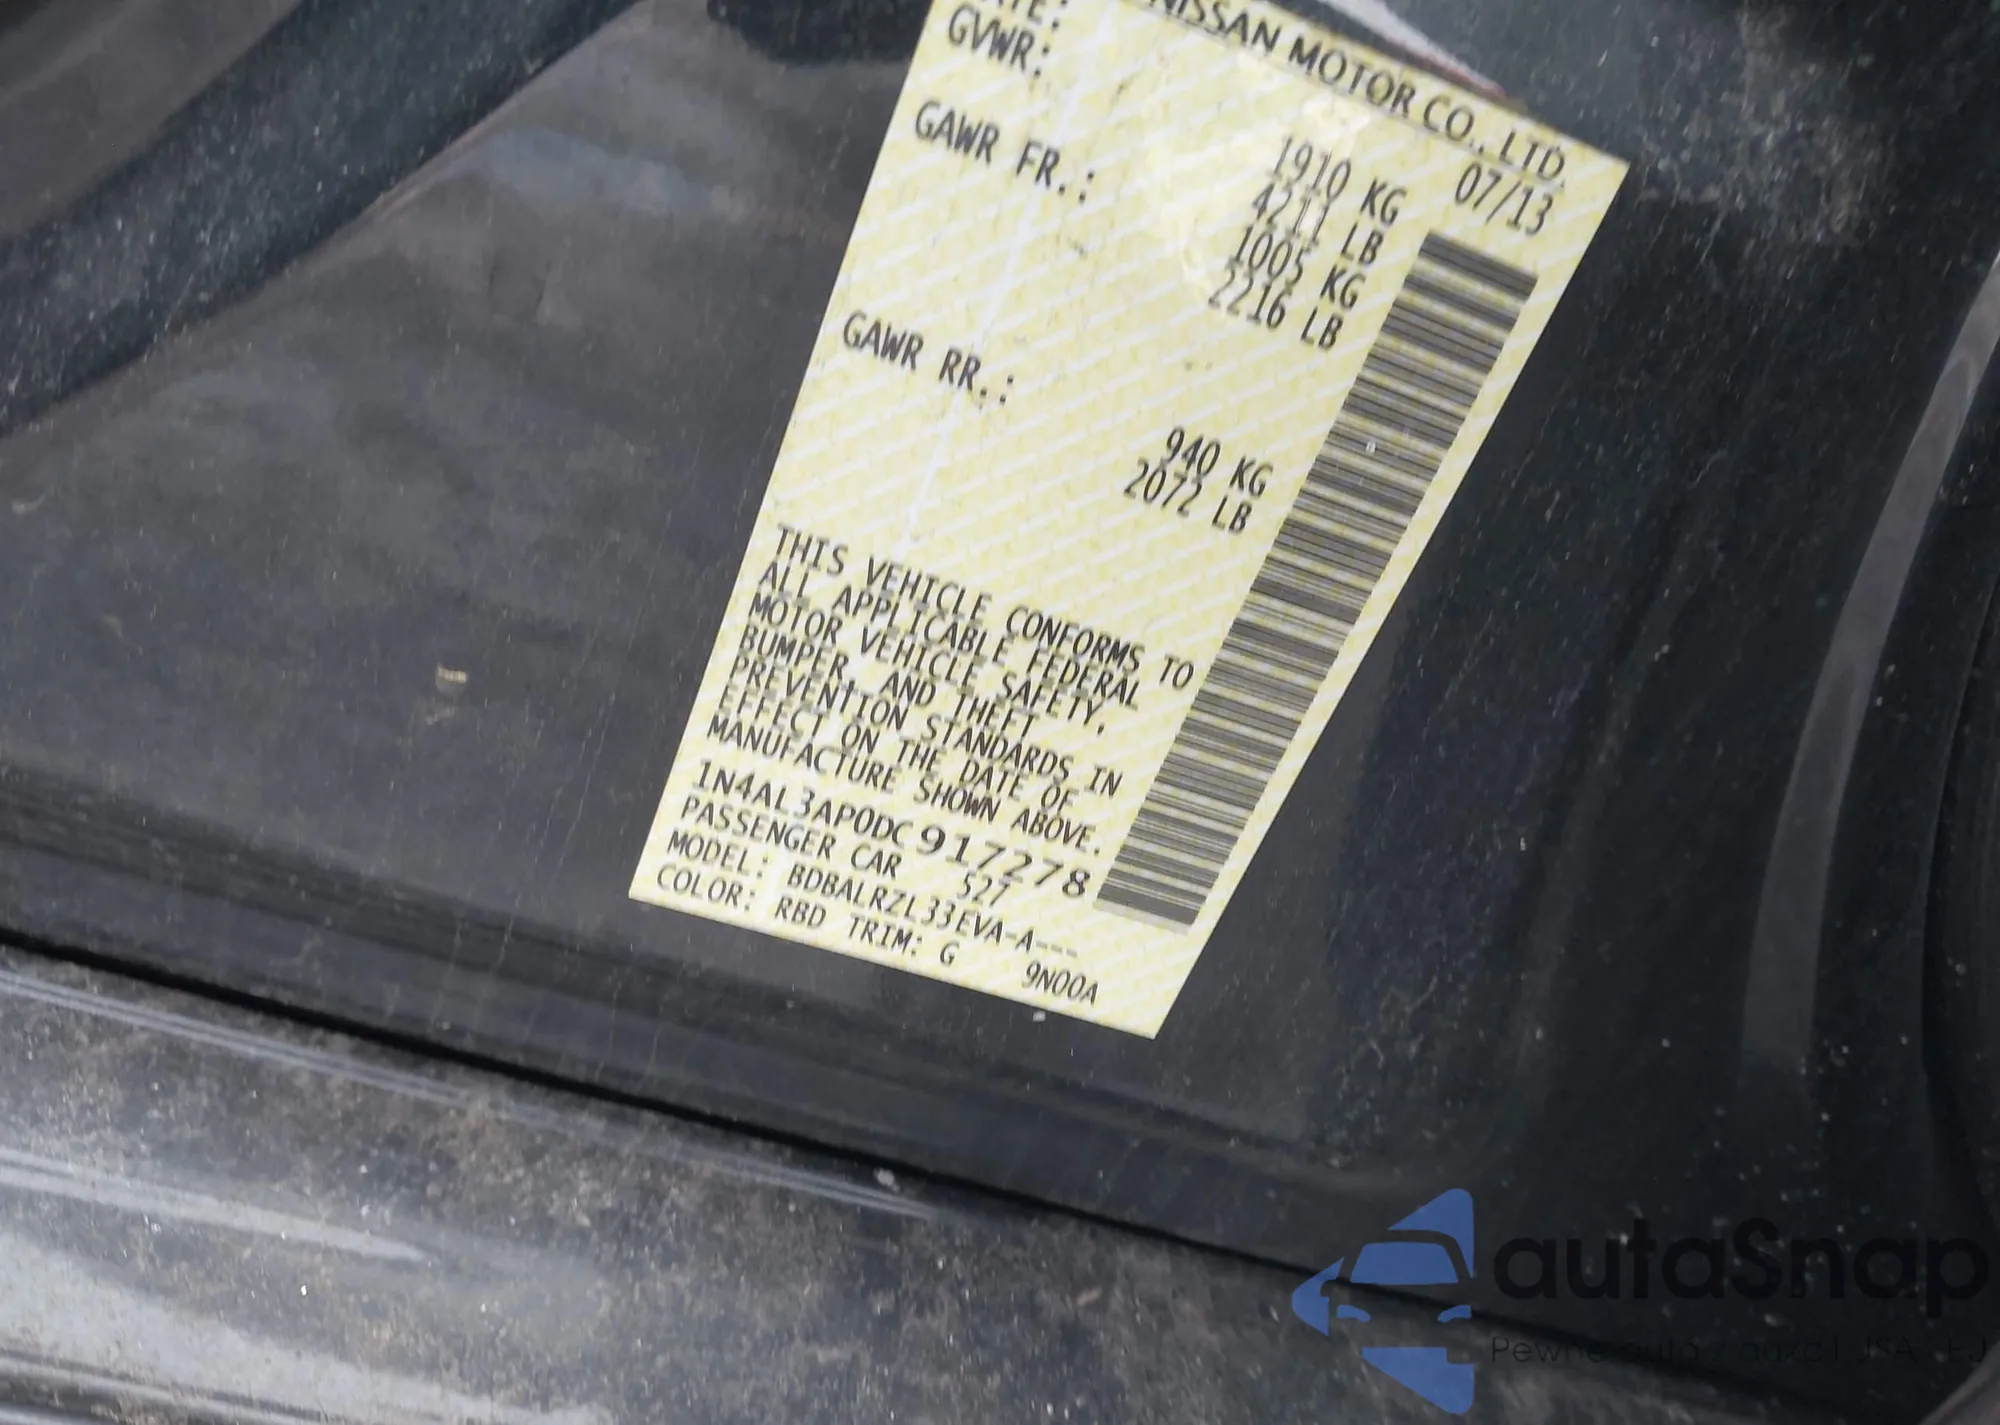 NISSAN MOTOR CO., LTD.
07/13
GVWR:
1910 KG
4211 LB
GAWR FR.:
1005 KG
2216 LB
GAWR RR.:
940 KG
2072 LB
THIS VEHICLE CONFORMS TO
ALL APPLICABLE FEDERAL
MOTOR VEHICLE SAFETY,
BUMPER, AND THEFT
PREVENTION STANDARDS IN
EFFECT ON THE DATE OF
MANUFACTURE SHOWN ABOVE.
1N4AL3AP0DC917278
PASSENGER CAR 527
MODEL: BDBALRZL33EVA-A---
COLOR: RBD TRIM: G 9N00A
autaSnap